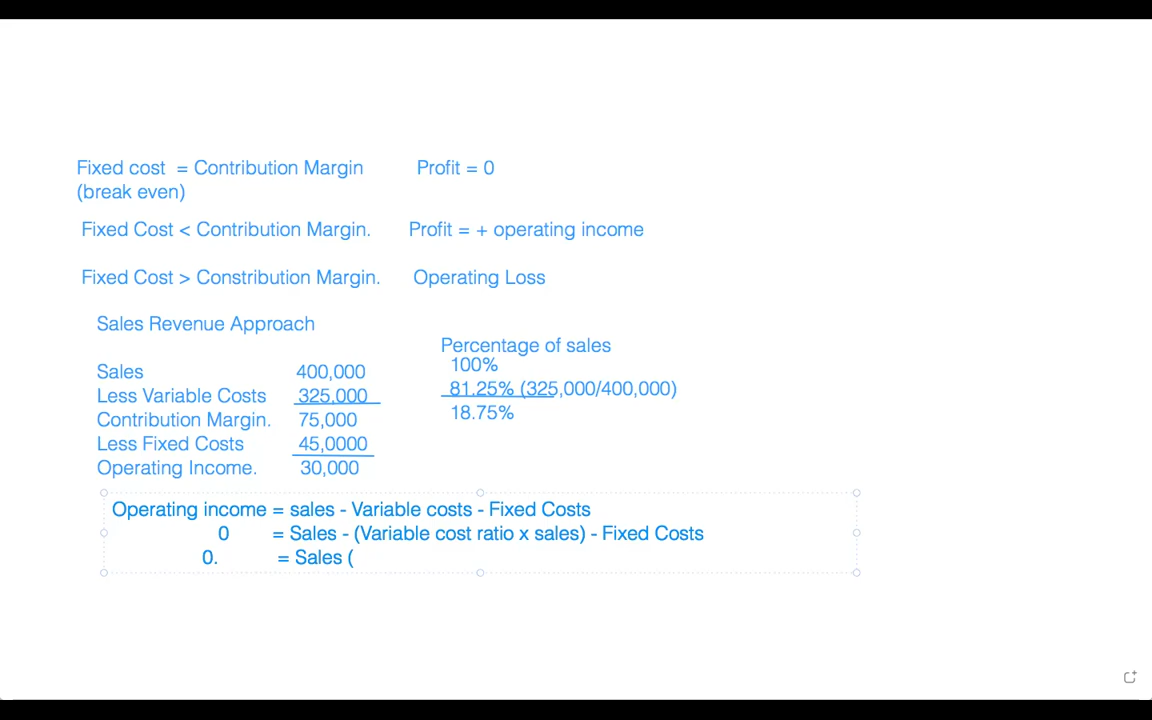 Fixed cost = Contribution Margin Profit = 0
(break even)
Fixed Cost < Contribution Margin. Profit = + operating income
Fixed Cost > Constribution Margin. Operating Loss
Sales Revenue Approach
Percentage of sales
Sales 400,000 100%
Less Variable Costs 325,000 81.25% (325,000/400,000)
Contribution Margin. 75,000 18.75%
Less Fixed Costs 45,0000
Operating Income. 30,000
Operating income = sales - Variable costs - Fixed Costs
0 = Sales - (Variable cost ratio x sales) - Fixed Costs
0. = Sales (